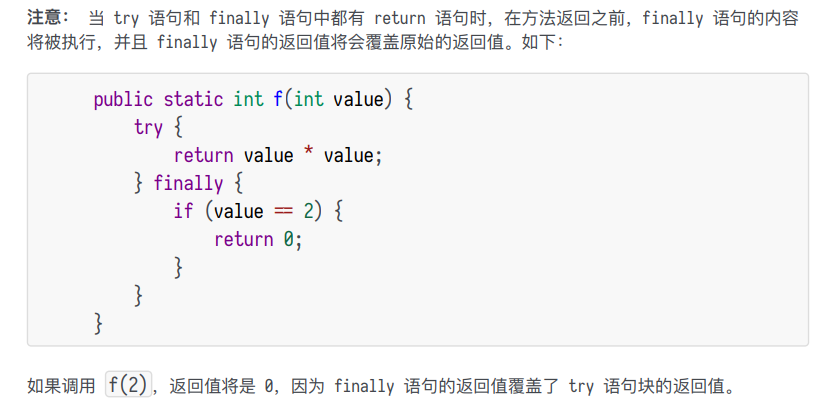 注意： 当 try 语句和 finally 语句中都有 return 语句时，在方法返回之前，finally 语句的内容
将被执行，并且 finally 语句的返回值将会覆盖原始的返回值。如下：
public static int f(int value) {
try {
return value * value;
} finally {
if (value == 2) {
return 0;
}
}
}
如果调用 f(2)，返回值将是 0，因为 finally 语句的返回值覆盖了 try 语句块的返回值。